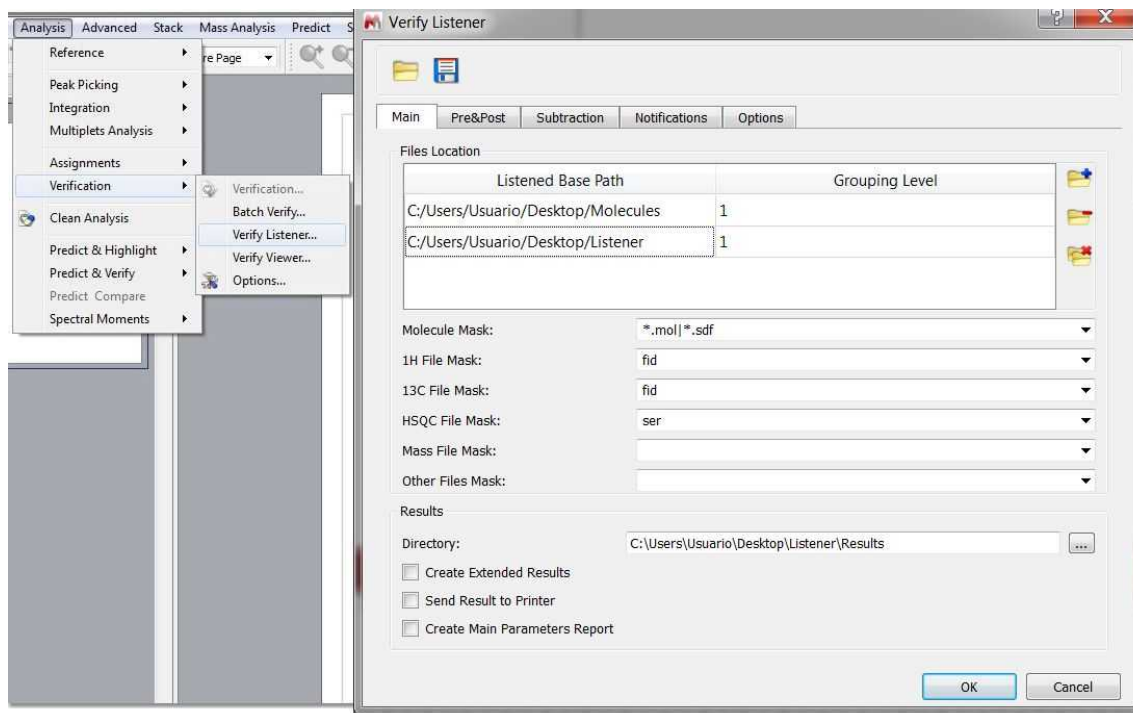 Analysis Advanced Stack Mass Analysis Predict S
re Page
Reference
Peak Picking
Integration
Multiplets Analysis
Assignments
Verification
Clean Analysis
Predict & Highlight
Predict & Verify
Predict Compare
Spectral Moments
Verification...
Batch Verify...
Verify Listener...
Verify Viewer...
Options...
Verify Listener
Main Pre&Post Subtraction Notifications Options
Files Location
Listened Base Path Grouping Level
C:/Users/Usuario/Desktop/Molecules 1
C:/Users/Usuario/Desktop/Listener 1
Molecule Mask: *.mol|*.sdf
1H File Mask: fid
13C File Mask: fid
HSQC File Mask: ser
Mass File Mask:
Other Files Mask:
Results
Directory: C:\Users\Usuario\Desktop\Listener\Results ...
Create Extended Results
Send Result to Printer
Create Main Parameters Report
OK Cancel